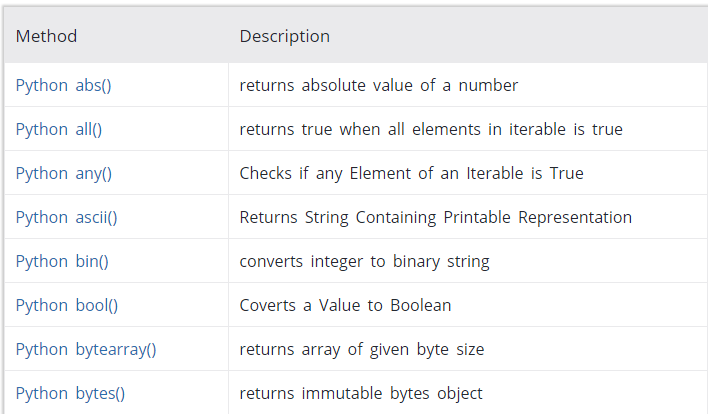 Method Description
Python abs() returns absolute value of a number
Python all() returns true when all elements in iterable is true
Python any() Checks if any Element of an Iterable is True
Python ascii() Returns String Containing Printable Representation
Python bin() converts integer to binary string
Python bool() Coverts a Value to Boolean
Python bytearray() returns array of given byte size
Python bytes() returns immutable bytes object